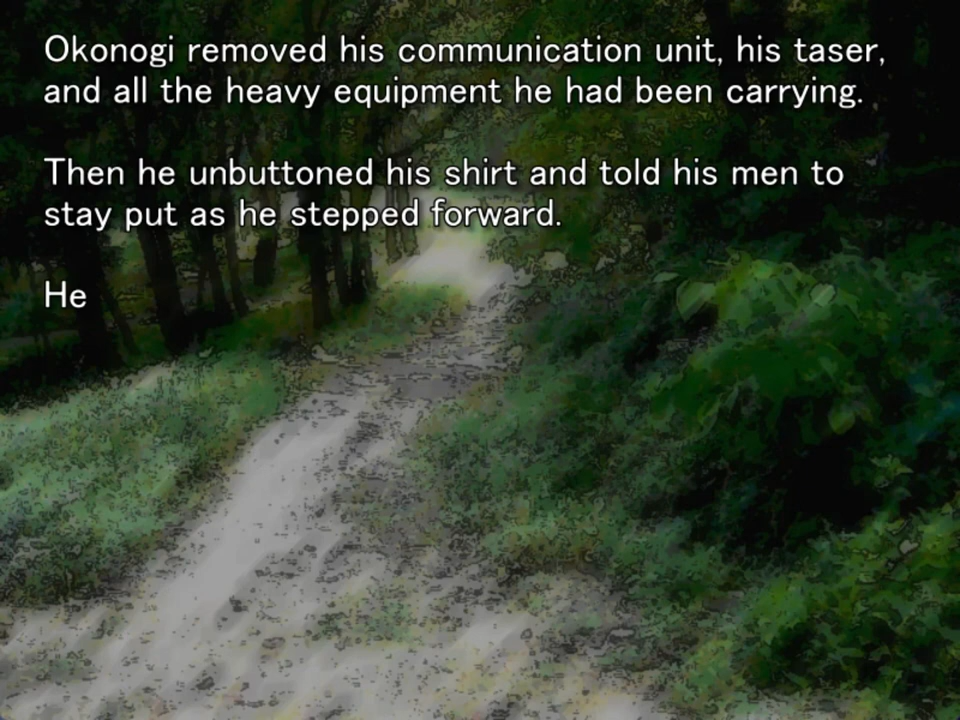 Okonogi removed his communication unit, his taser,
and all the heavy equipment he had been carrying.
Then he unbuttoned his shirt and told his men to
stay put as he stepped forward.
He